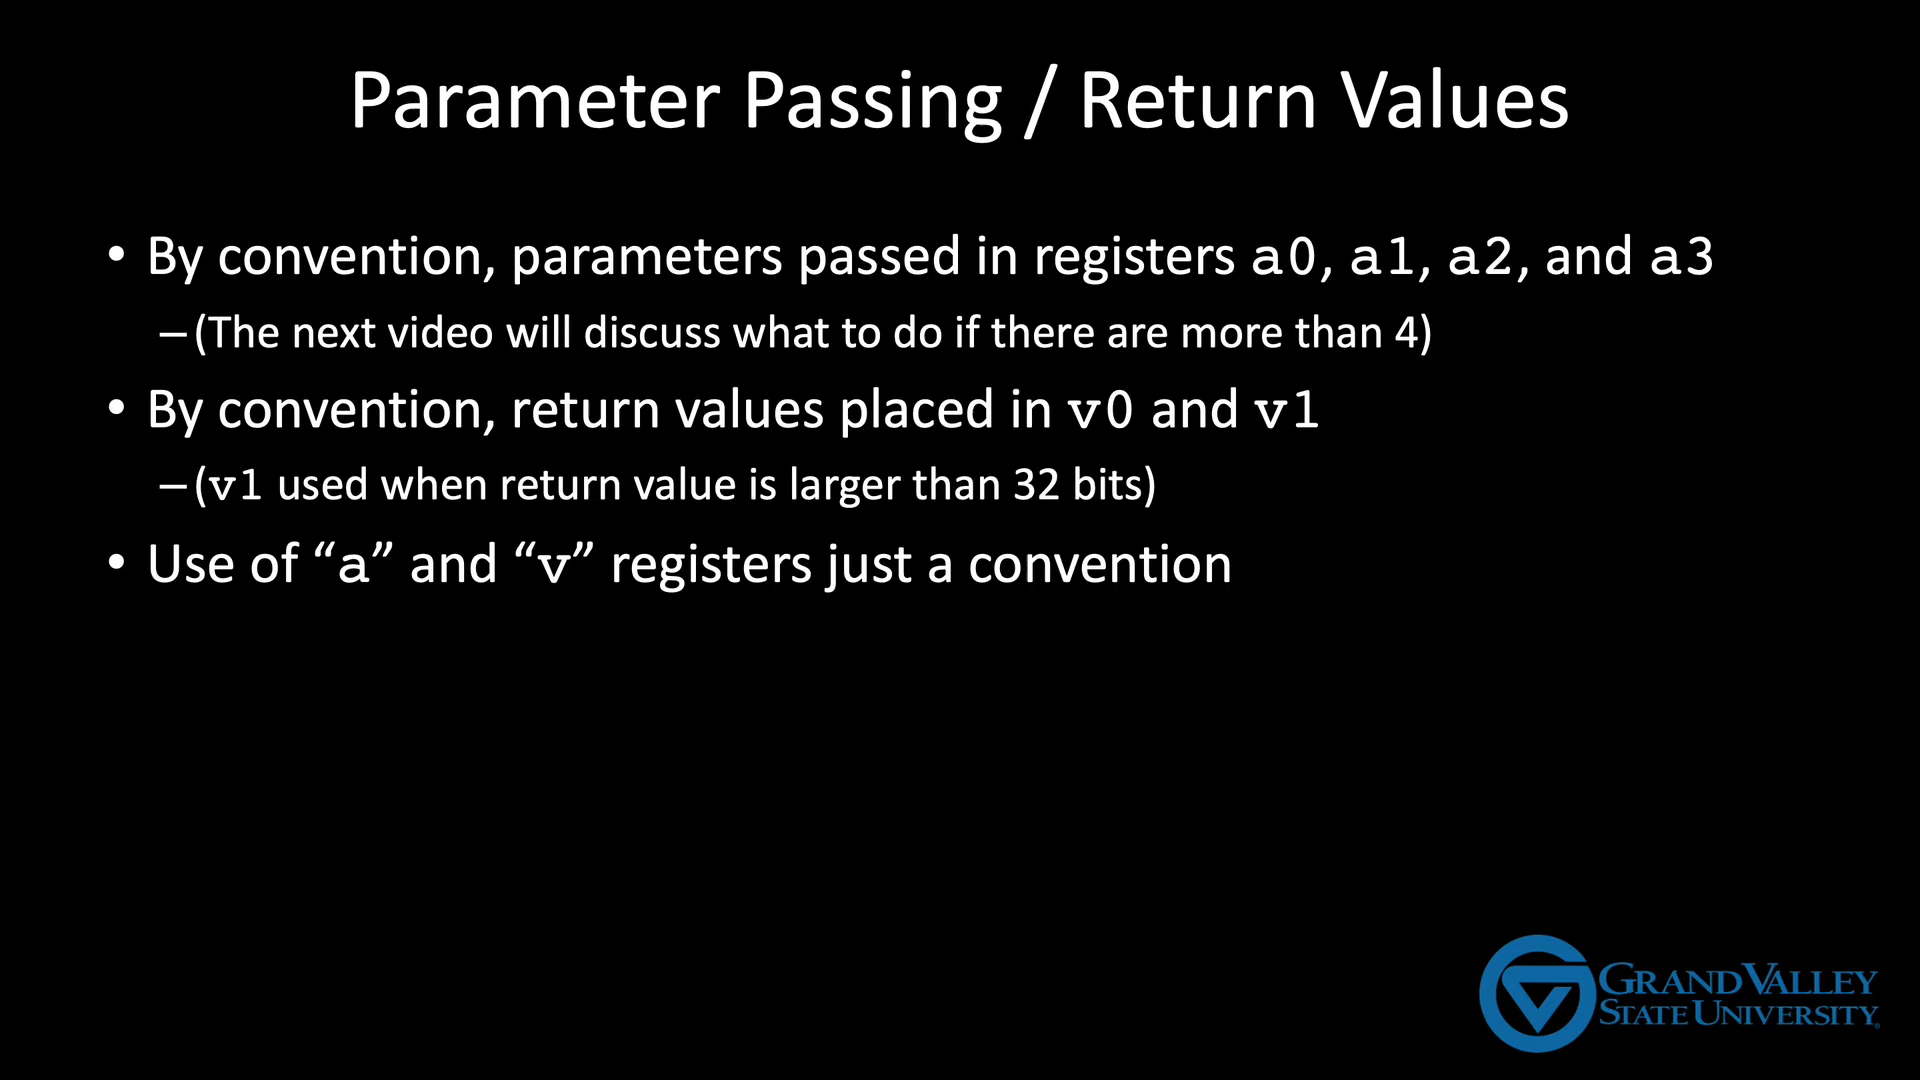 Parameter Passing / Return Values
• By convention, parameters passed in registers a0, a1, a2, and a3
–(The next video will discuss what to do if there are more than 4)
• By convention, return values placed in v0 and v1
–(v1 used when return value is larger than 32 bits)
• Use of “a” and “v” registers just a convention
GRAND VALLEY
STATE UNIVERSITY